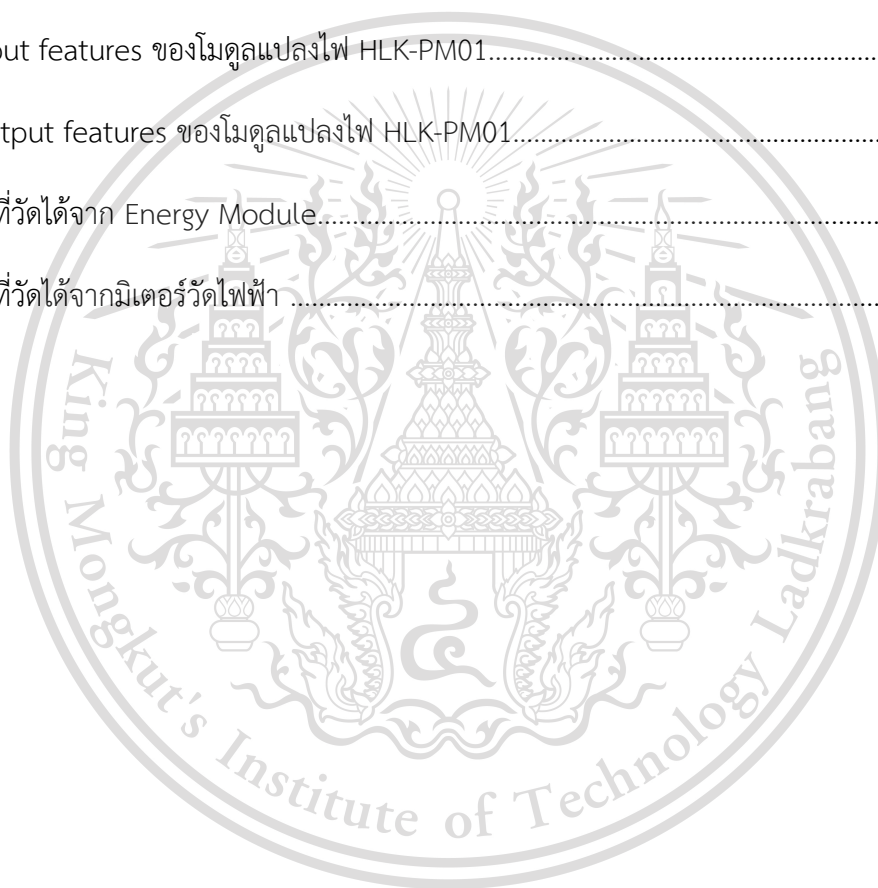 out features ของโมดูลแปลงไฟ HLK-PM01
tput features ของโมดูลแปลงไฟ HLK-PM01
ที่วัดได้จาก Energy Module
ที่วัดได้จากมิเตอร์วัดไฟฟ้า
King Mongkut's Institute of Technology Ladkrabang